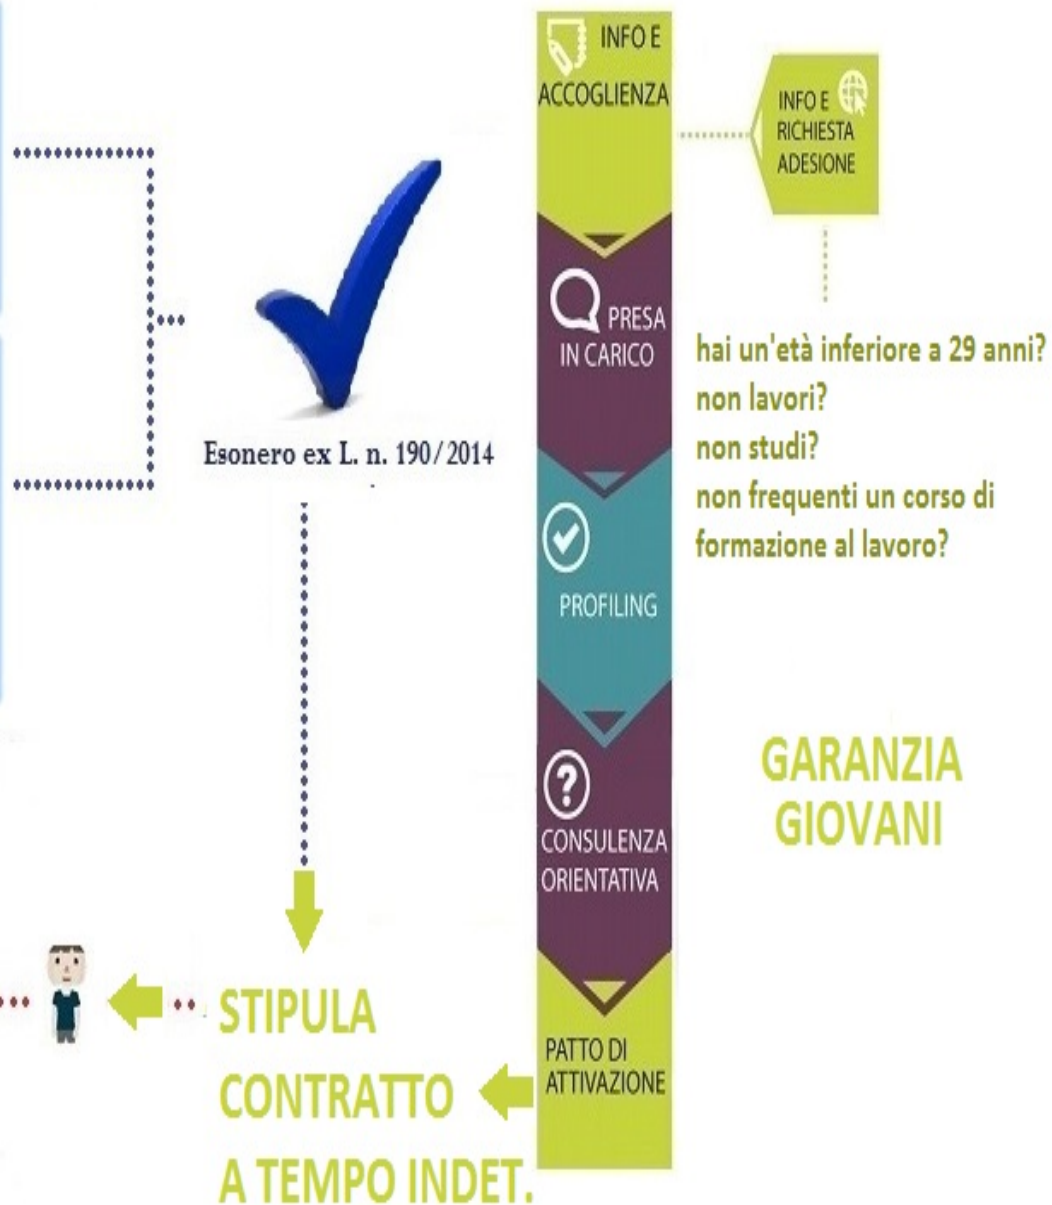 INFO E
ACCOGLIENZA
INFO E
RICHIESTA
ADESIONE
PRESA
IN CARICO
hai un'età inferiore a 29 anni?
non lavori?
non studi?
non frequenti un corso di
formazione al lavoro?
Esonero ex L. n. 190/2014
PROFILING
GARANZIA
GIOVANI
CONSULENZA
ORIENTATIVA
PATTO DI
ATTIVAZIONE
STIPULA
CONTRATTO
A TEMPO INDET.